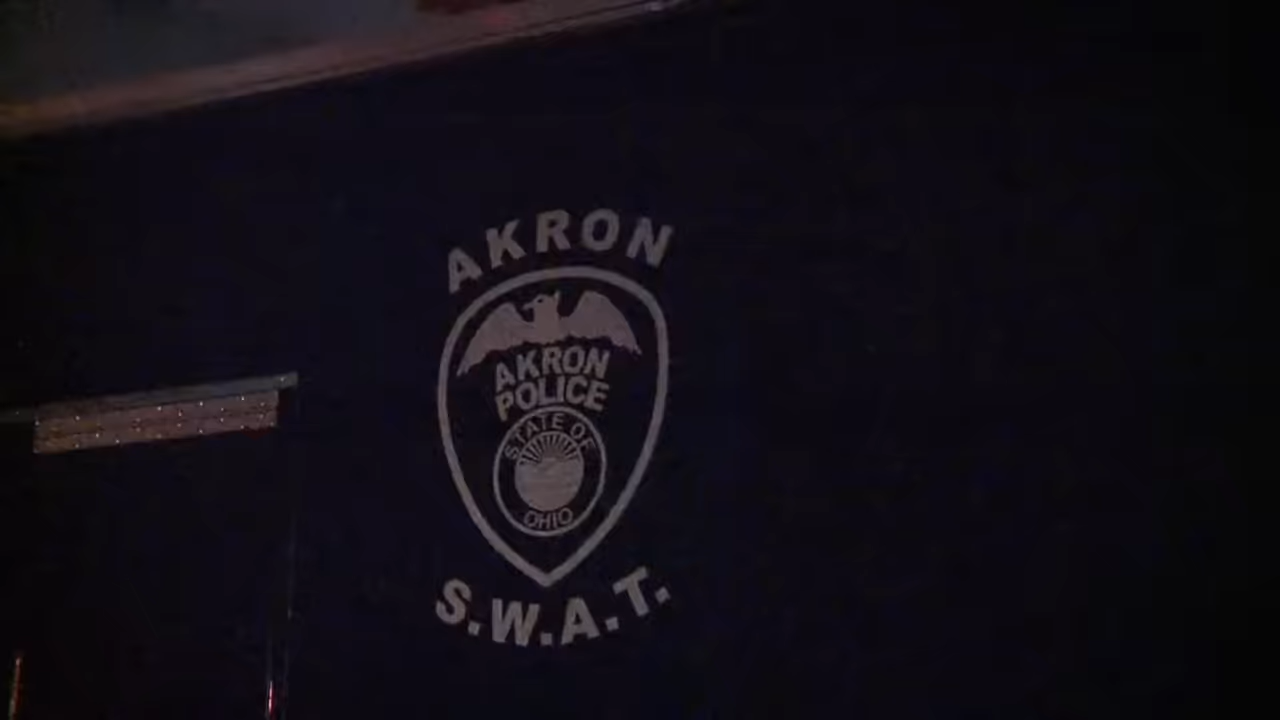 AKRON
AKRON
POLICE
STATE OF
OHIO
S.W.A.T.